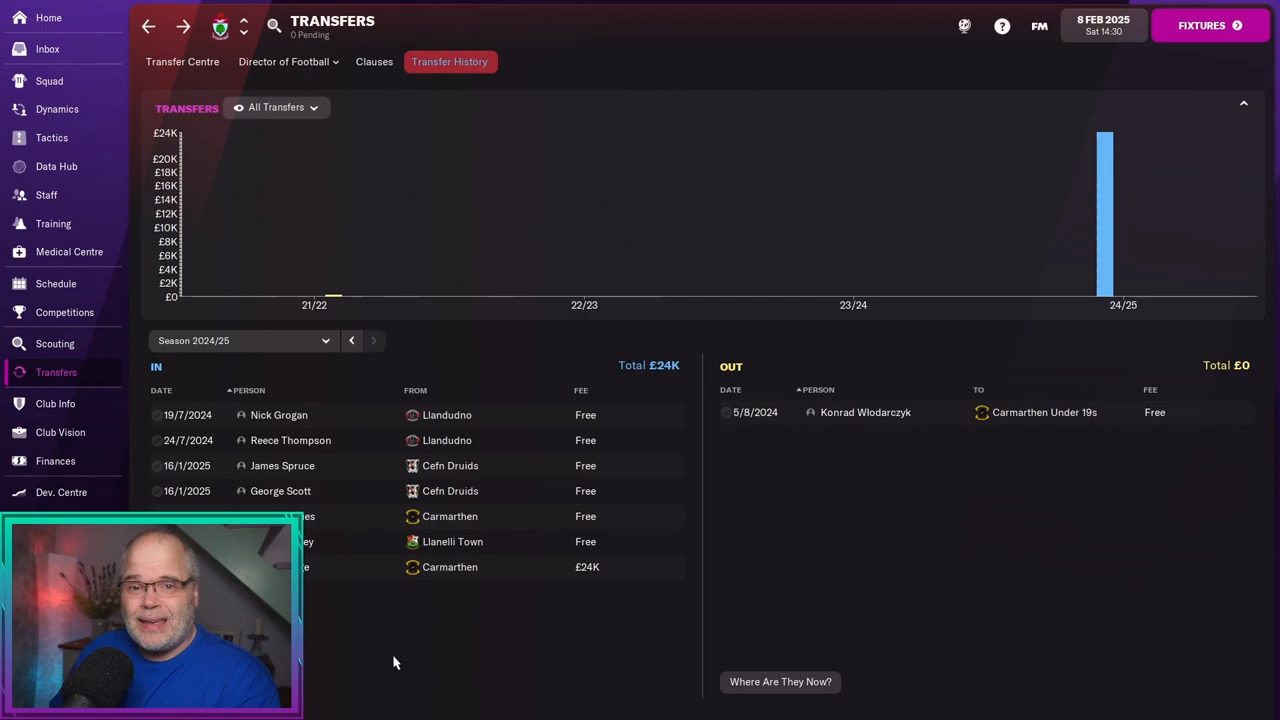 Home
Inbox
Squad
Dynamics
Tactics
Data Hub
Staff
Training
Medical Centre
Schedule
Competitions
Scouting
Transfers
Club Info
Club Vision
Finances
Dev. Centre
TRANSFERS
0 Pending
FM
8 FEB 2025
Sat 14:30
FIXTURES
Transfer Centre Director of Football Clauses Transfer History
TRANSFERS All Transfers
£24K
£20K
£18K
£16K
£14K
£12K
£10K
£8K
£6K
£4K
£2K
£0
21/22 22/23 23/24 24/25
Season 2024/25
IN Total £24K
DATE PERSON FROM FEE
19/7/2024 Nick Grogan Llandudno Free
24/7/2024 Reece Thompson Llandudno Free
16/1/2025 James Spruce Cefn Druids Free
16/1/2025 George Scott Cefn Druids Free
es Carmarthen Free
ey Llanelli Town Free
e Carmarthen £24K
OUT Total £0
DATE PERSON TO FEE
5/8/2024 Konrad Włodarczyk Carmarthen Under 19s Free
Where Are They Now?